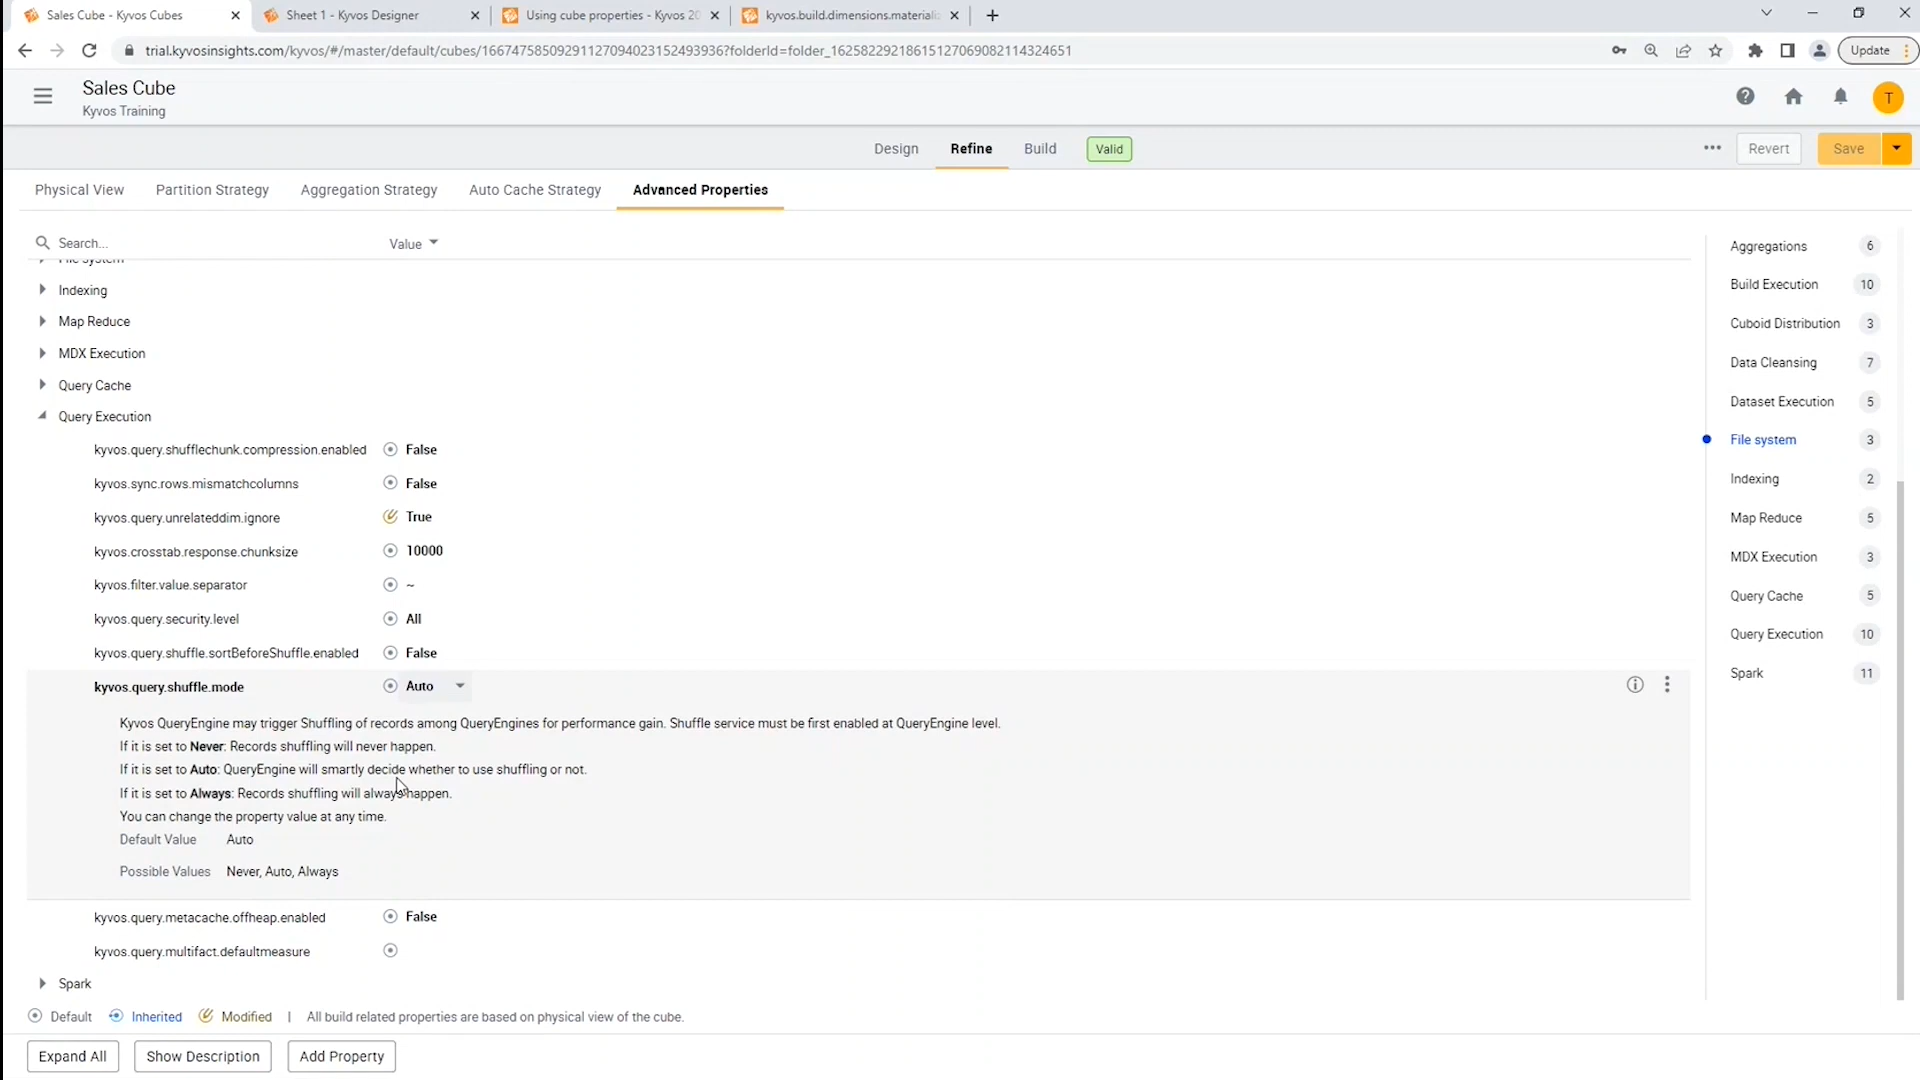 Sales Cube - Kyvos Cubes
Sheet 1 - Kyvos Designer
Using cube properties - Kyvos 20
kyvos.build.dimensions.materializ
trial.kyvosinsights.com/kyvos/#/master/default/cubes/166747585092911270940231524939367folderId=folder_16258229218615127069082114324651
Update
Sales Cube
Kyvos Training
T
Design
Refine
Build
Valid
Revert
Save
Physical View
Partition Strategy
Aggregation Strategy
Auto Cache Strategy
Advanced Properties
Search...
Value
File system
Indexing
Map Reduce
MDX Execution
Query Cache
Query Execution
kyvos.query.shufflechunk.compression.enabled False
kyvos.sync.rows.mismatchcolumns False
kyvos.query.unrelateddim.ignore True
kyvos.crosstab.response.chunksize 10000
kyvos.filter.value.separator ~
kyvos.query.security.level All
kyvos.query.shuffle.sortBeforeShuffle.enabled False
kyvos.query.shuffle.mode Auto
Kyvos QueryEngine may trigger Shuffling of records among QueryEngines for performance gain. Shuffle service must be first enabled at QueryEngine level.
If it is set to Never: Records shuffling will never happen.
If it is set to Auto: QueryEngine will smartly decide whether to use shuffling or not.
If it is set to Always: Records shuffling will always happen.
You can change the property value at any time.
Default Value Auto
Possible Values Never, Auto, Always
kyvos.query.metacache.offheap.enabled False
kyvos.query.multifact.defaultmeasure
Spark
Aggregations 6
Build Execution 10
Cuboid Distribution 3
Data Cleansing 7
Dataset Execution 5
File system 3
Indexing 2
Map Reduce 5
MDX Execution 3
Query Cache 5
Query Execution 10
Spark 11
Default Inherited Modified | All build related properties are based on physical view of the cube.
Expand All
Show Description
Add Property